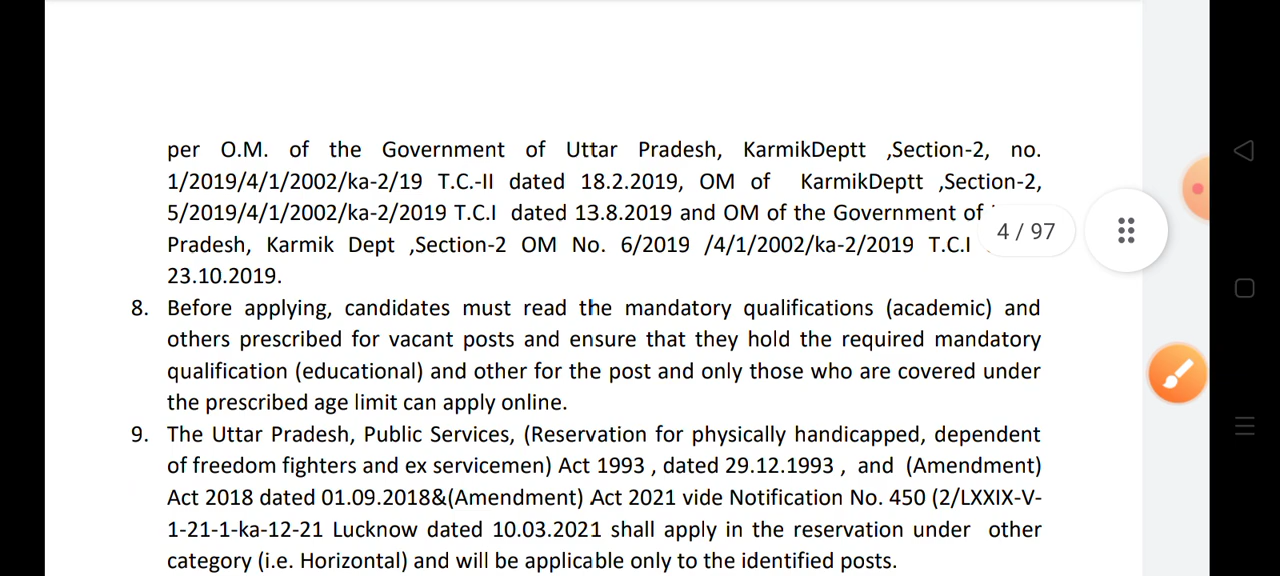 per O.M. of the Government of Uttar Pradesh, KarmikDeptt ,Section-2, no.
1/2019/4/1/2002/ka-2/19 T.C.-II dated 18.2.2019, OM of KarmikDeptt ,Section-2,
5/2019/4/1/2002/ka-2/2019 T.C.I dated 13.8.2019 and OM of the Government of
4 / 97
Pradesh, Karmik Dept ,Section-2 OM No. 6/2019 /4/1/2002/ka-2/2019 T.C.I
23.10.2019.
8. Before applying, candidates must read the mandatory qualifications (academic) and
others prescribed for vacant posts and ensure that they hold the required mandatory
qualification (educational) and other for the post and only those who are covered under
the prescribed age limit can apply online.
9. The Uttar Pradesh, Public Services, (Reservation for physically handicapped, dependent
of freedom fighters and ex servicemen) Act 1993 , dated 29.12.1993 , and (Amendment)
Act 2018 dated 01.09.2018&(Amendment) Act 2021 vide Notification No. 450 (2/LXXIX-V-
1-21-1-ka-12-21 Lucknow dated 10.03.2021 shall apply in the reservation under other
category (i.e. Horizontal) and will be applicable only to the identified posts.